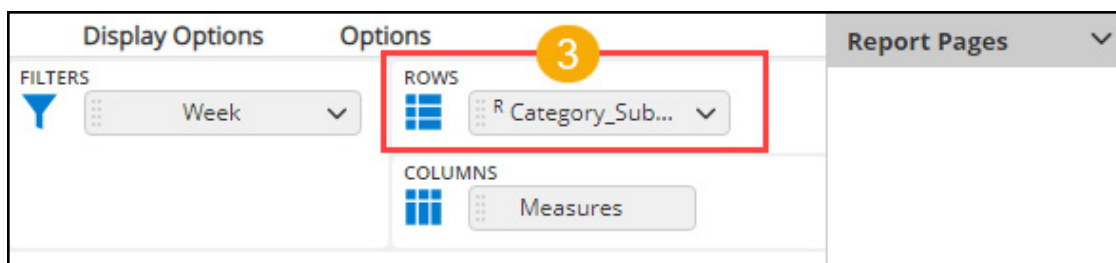 Display Options Options
3
Report Pages
FILTERS
Week
ROWS
R Category_Sub...
COLUMNS
Measures